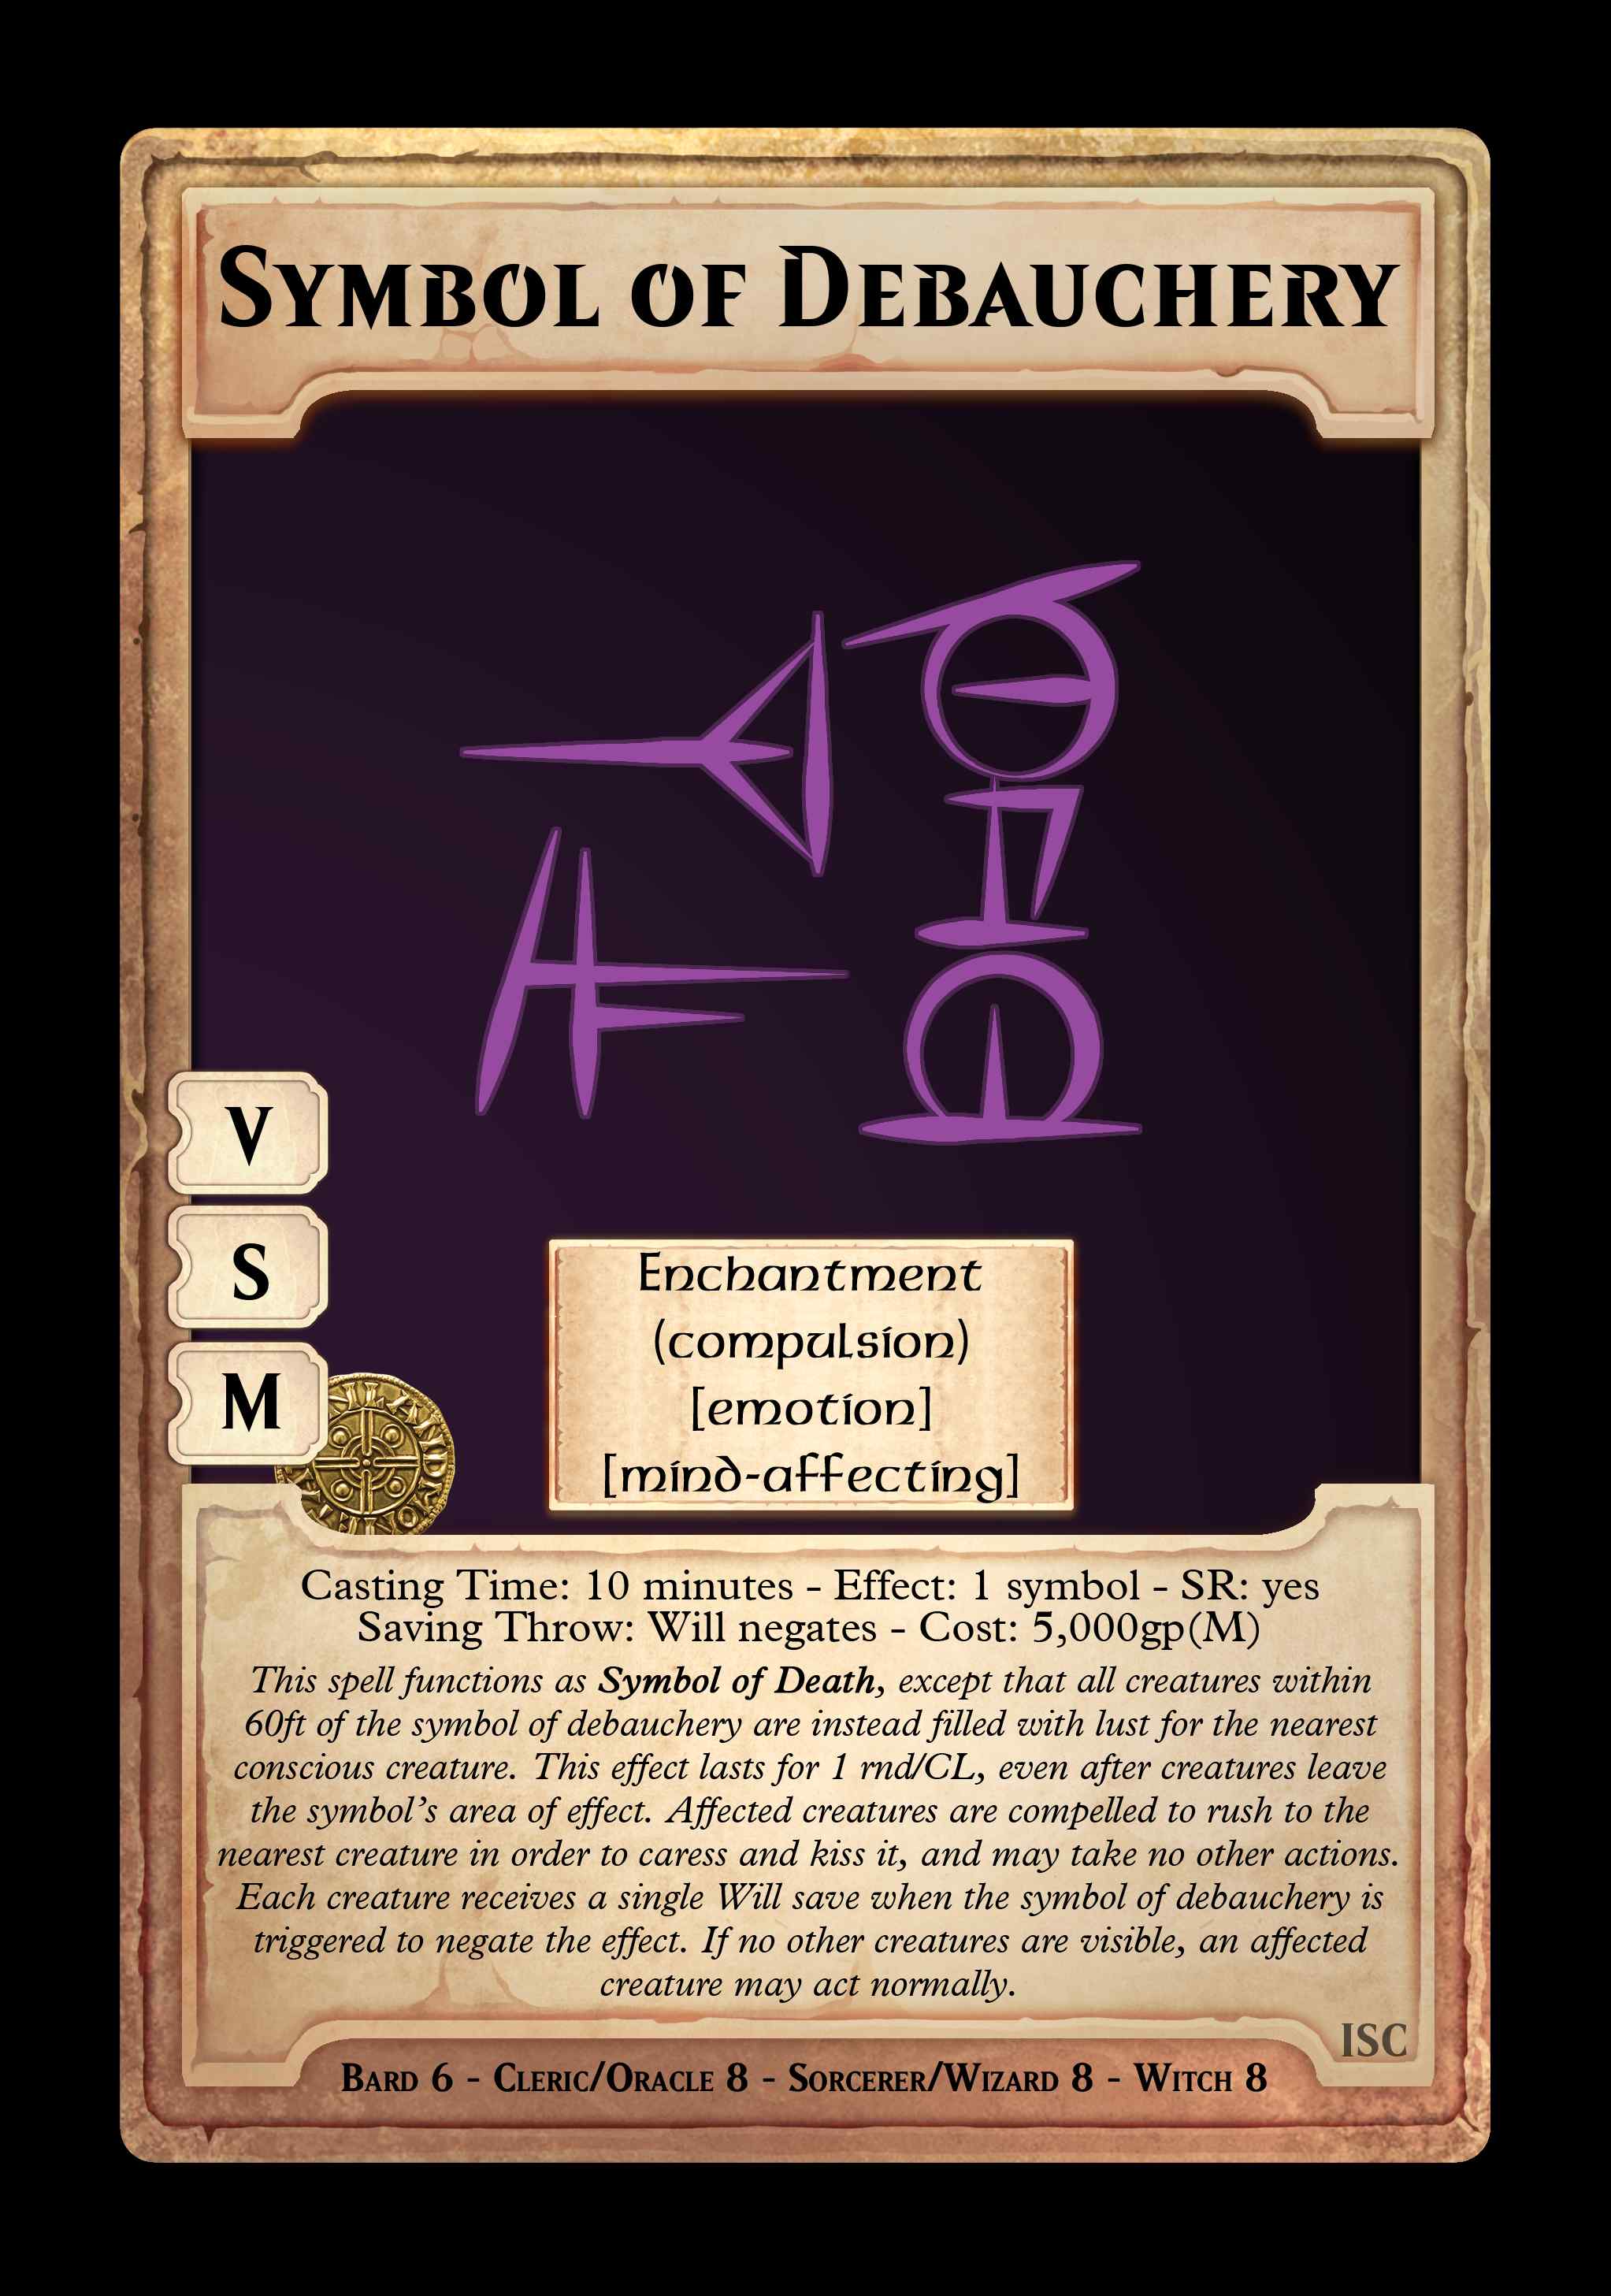 Symbol of Debauchery
V
S
M
Enchantment
(compulsion)
[emotion]
[mind-affecting]
Casting Time: 10 minutes - Effect: 1 symbol - SR: yes
Saving Throw: Will negates - Cost: 5,000gp(M)
This spell functions as Symbol of Death, except that all creatures within
60ft of the symbol of debauchery are instead filled with lust for the nearest
conscious creature. This effect lasts for 1 rnd/CL, even after creatures leave
the symbol's area of effect. Affected creatures are compelled to rush to the
nearest creature in order to caress and kiss it, and may take no other actions.
Each creature receives a single Will save when the symbol of debauchery is
triggered to negate the effect. If no other creatures are visible, an affected
creature may act normally.
ISC
Bard 6 - Cleric/Oracle 8 - Sorcerer/Wizard 8 - Witch 8